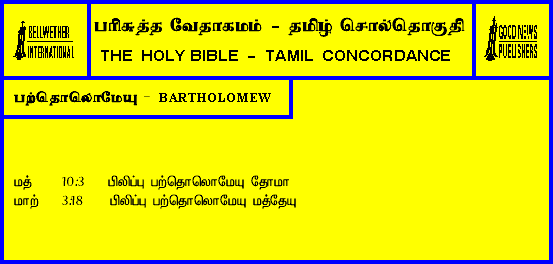 BELLWETHER
INTERNATIONAL
பரிசுத்த வேதாகமம் - தமிழ் சொல்தொகுதி
THE HOLY BIBLE - TAMIL CONCORDANCE
GOOD NEWS
PUBLISHERS
பற்தொலொமேயு - BARTHOLOMEW
மத் 10:3 பிலிப்பு பற்தொலொமேயு தோமா
மாற் 3:18 பிலிப்பு பற்தொலொமேயு மத்தேயு